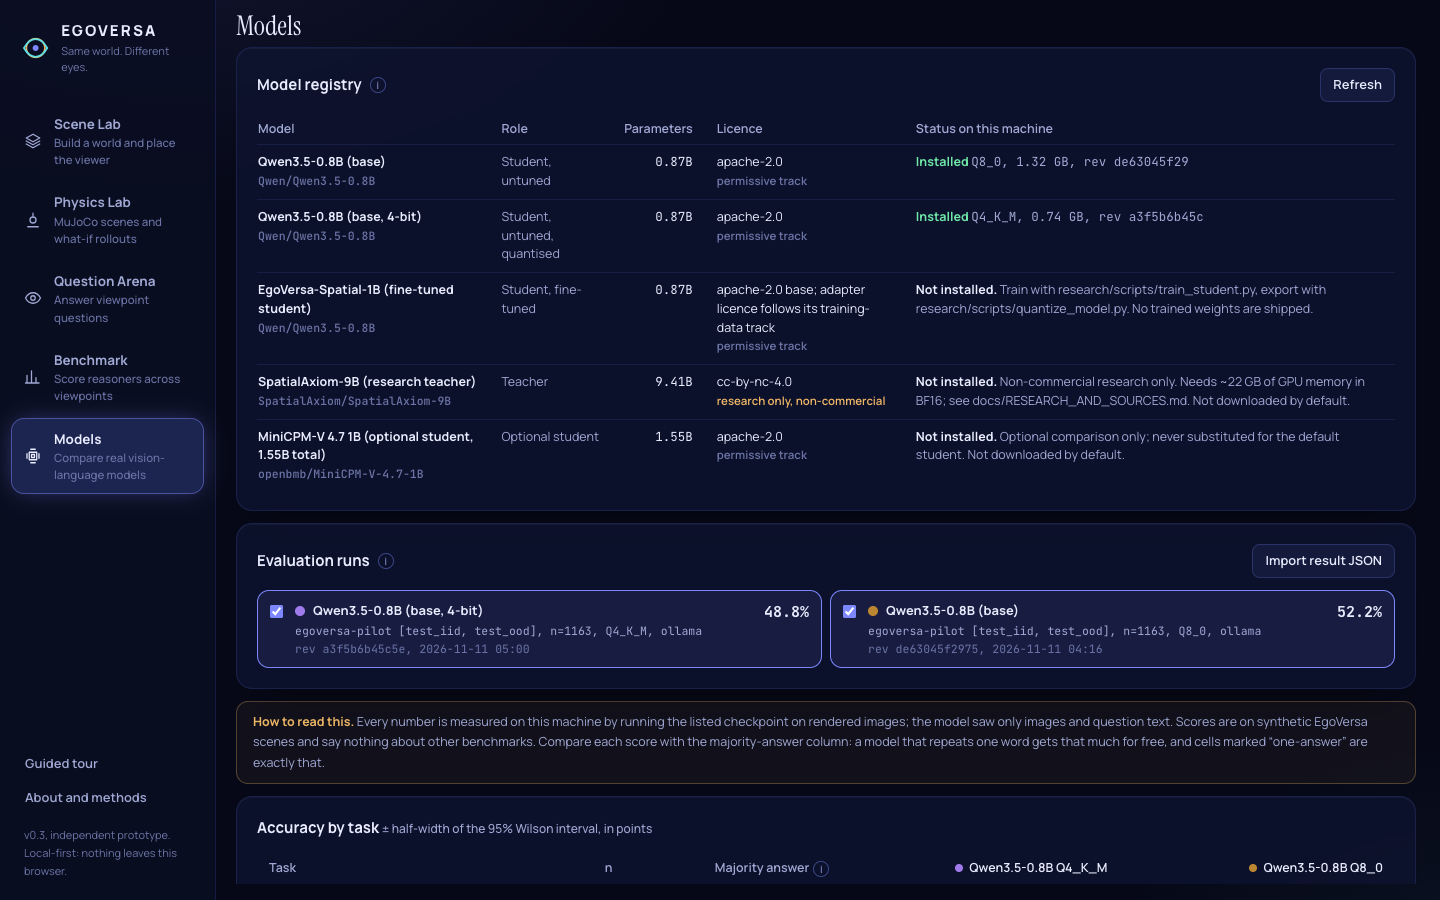 EGOVERSA
Same world. Different
eyes.
Scene Lab
Build a world and place
the viewer
Physics Lab
MuJoCo scenes and
what-if rollouts
Question Arena
Answer viewpoint
questions
Benchmark
Score reasoners across
viewpoints
Models
Compare real vision-
language models
Guided tour
About and methods
v0.3, independent prototype.
Local-first: nothing leaves this
browser.
Models
Model registry i
Refresh
Model Role Parameters Licence Status on this machine
Qwen3.5-0.8B (base) Student, 0.87B apache-2.0 Installed Q8_0, 1.32 GB, rev de63045f29
Qwen/Qwen3.5-0.8B untuned permissive track
Qwen3.5-0.8B (base, 4-bit) Student, 0.87B apache-2.0 Installed Q4_K_M, 0.74 GB, rev a3f5b6b45c
Qwen/Qwen3.5-0.8B untuned, permissive track
quantised
EgoVersa-Spatial-1B (fine-tuned Student, fine- 0.87B apache-2.0 base; adapter Not installed. Train with research/scripts/train_student.py, export with
student) tuned licence follows its training- research/scripts/quantize_model.py. No trained weights are shipped.
Qwen/Qwen3.5-0.8B data track
permissive track
SpatialAxiom-9B (research teacher) Teacher 9.41B cc-by-nc-4.0 Not installed. Non-commercial research only. Needs ~22 GB of GPU memory in
SpatialAxiom/SpatialAxiom-9B research only, non-commercial BF16; see docs/RESEARCH_AND_SOURCES.md. Not downloaded by default.
MiniCPM-V 4.7 1B (optional student, Optional student 1.55B apache-2.0 Not installed. Optional comparison only; never substituted for the default
1.55B total) permissive track student. Not downloaded by default.
openbmb/MiniCPM-V-4.7-1B
Evaluation runs i
Import result JSON
Qwen3.5-0.8B (base, 4-bit) 48.8%
egoversa-pilot [test_iid, test_ood], n=1163, Q4_K_M, ollama
rev a3f5b6b45c5e, 2026-11-11 05:00
Qwen3.5-0.8B (base) 52.2%
egoversa-pilot [test_iid, test_ood], n=1163, Q8_0, ollama
rev de63045f2975, 2026-11-11 04:16
How to read this. Every number is measured on this machine by running the listed checkpoint on rendered images; the model saw only images and question text. Scores are on synthetic EgoVersa
scenes and say nothing about other benchmarks. Compare each score with the majority-answer column: a model that repeats one word gets that much for free, and cells marked “one-answer” are
exactly that.
Accuracy by task ± half-width of the 95% Wilson interval, in points
Task n Majority answer i Qwen3.5-0.8B Q4_K_M Qwen3.5-0.8B Q8_0